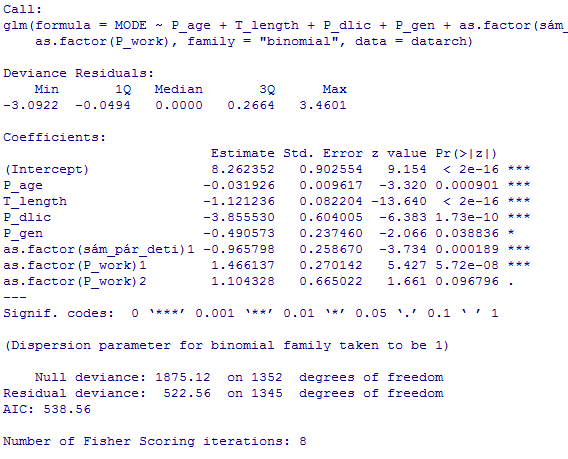 Call:
glm(formula = MODE ~ P_age + T_length + P_dlic + P_gen + as.factor(sám_
    as.factor(P_work), family = "binomial", data = datarch)
Deviance Residuals:
    Min       1Q   Median       3Q      Max
-3.0922  -0.0494   0.0000   0.2664   3.4601
Coefficients:
                          Estimate Std. Error z value Pr(>|z|)
(Intercept)               8.262352   0.902554   9.154  < 2e-16 ***
P_age                    -0.031926   0.009617  -3.320 0.000901 ***
T_length                 -1.121236   0.082204 -13.640  < 2e-16 ***
P_dlic                   -3.855530   0.604005  -6.383 1.73e-10 ***
P_gen                    -0.490573   0.237460  -2.066 0.038836 *
as.factor(sám_pár_deti)1 -0.965798   0.258670  -3.734 0.000189 ***
as.factor(P_work)1        1.466137   0.270142   5.427 5.72e-08 ***
as.factor(P_work)2        1.104328   0.665022   1.661 0.096796 .
---
Signif. codes:  0 ‘***’ 0.001 ‘**’ 0.01 ‘*’ 0.05 ‘.’ 0.1 ‘ ’ 1
(Dispersion parameter for binomial family taken to be 1)
    Null deviance: 1875.12  on 1352  degrees of freedom
Residual deviance:  522.56  on 1345  degrees of freedom
AIC: 538.56
Number of Fisher Scoring iterations: 8